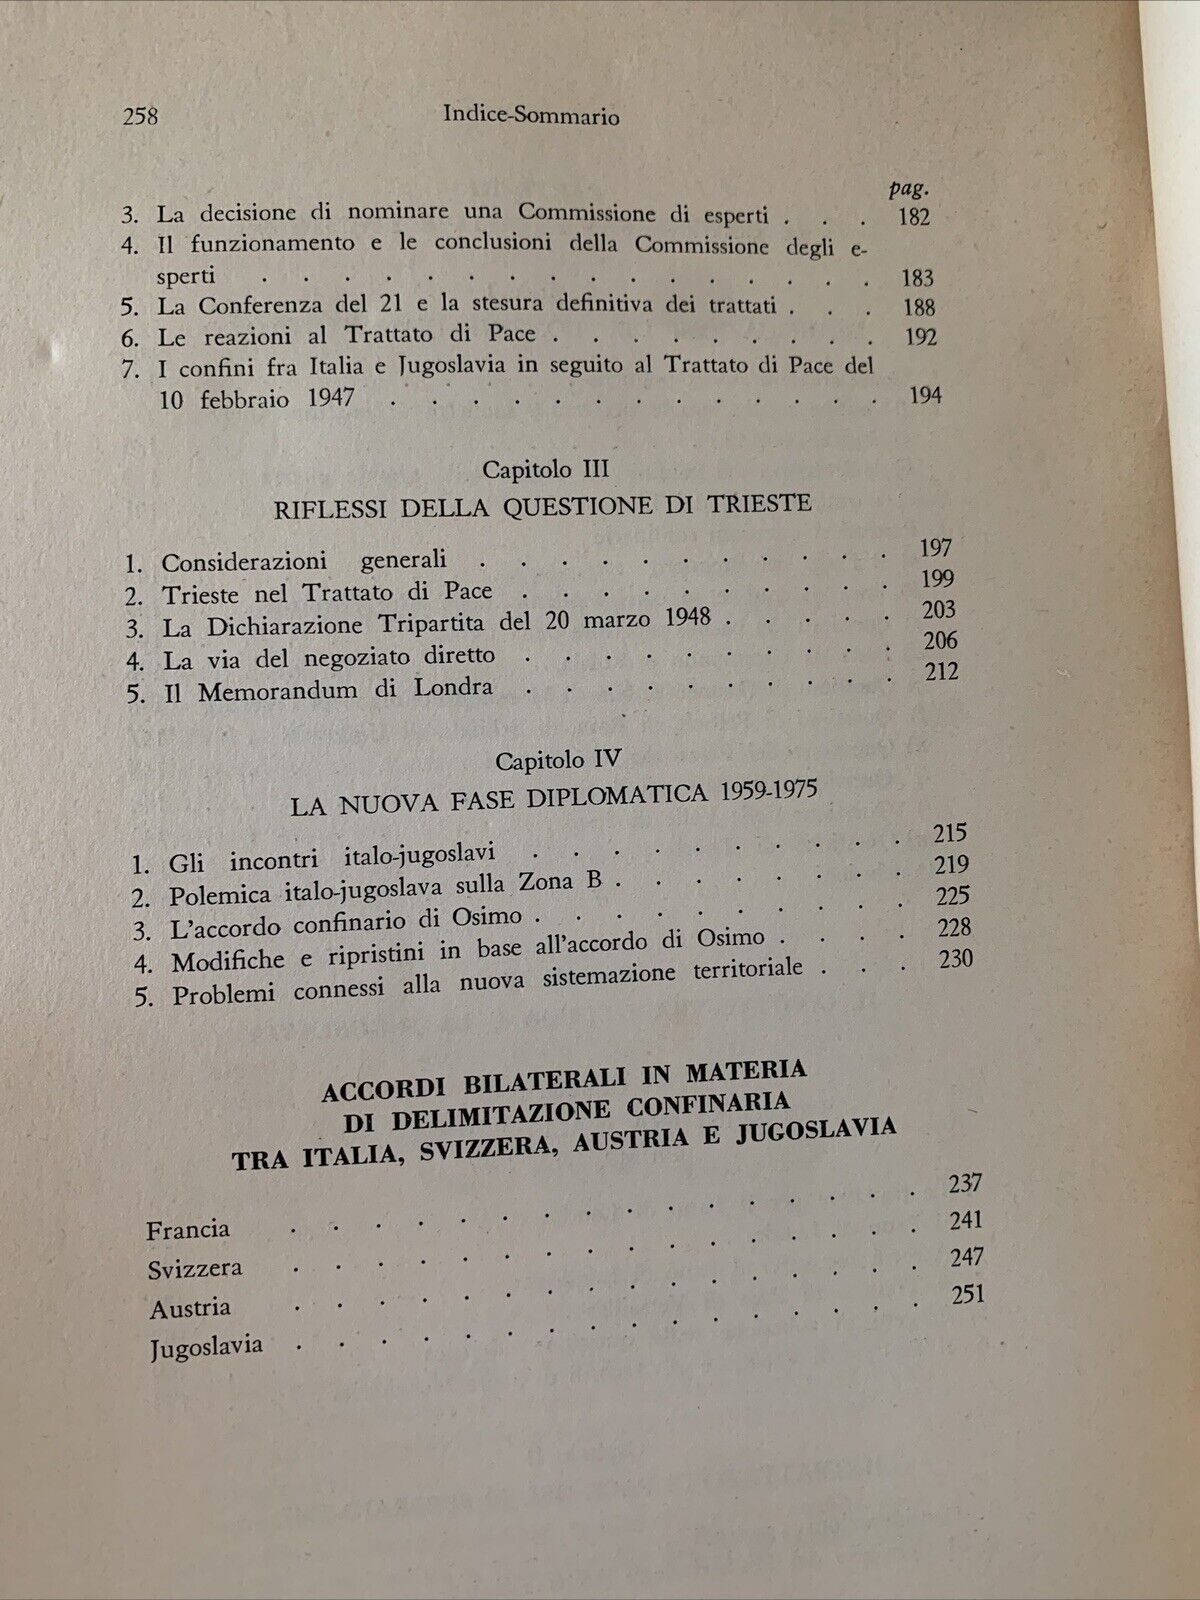 258 Indice-Sommario
pag.
3. La decisione di nominare una Commissione di esperti . . . 182
4. Il funzionamento e le conclusioni della Commissione degli e-
sperti . . . . . . . . . . . . . . . 183
5. La Conferenza del 21 e la stesura definitiva dei trattati . . . 188
6. Le reazioni al Trattato di Pace . . . . . . . . . 192
7. I confini fra Italia e Jugoslavia in seguito al Trattato di Pace del
10 febbraio 1947 . . . . . . . . . . . . . 194
Capitolo III
RIFLESSI DELLA QUESTIONE DI TRIESTE
1. Considerazioni generali . . . . . . . . . . . 197
2. Trieste nel Trattato di Pace . . . . . . . . . . 199
3. La Dichiarazione Tripartita del 20 marzo 1948 . . . . . 203
4. La via del negoziato diretto . . . . . . . . . . 206
5. Il Memorandum di Londra . . . . . . . . . . 212
Capitolo IV
LA NUOVA FASE DIPLOMATICA 1959-1975
1. Gli incontri italo-jugoslavi . . . . . . . . . . 215
2. Polemica italo-jugoslava sulla Zona B . . . . . . . . 219
3. L'accordo confinario di Osimo . . . . . . . . . . 225
4. Modifiche e ripristini in base all'accordo di Osimo . . . . 228
5. Problemi connessi alla nuova sistemazione territoriale . . . 230
ACCORDI BILATERALI IN MATERIA
DI DELIMITAZIONE CONFINARIA
TRA ITALIA, SVIZZERA, AUSTRIA E JUGOSLAVIA
Francia . . . . . . . . . . . . . . . . 237
Svizzera . . . . . . . . . . . . . . . . 241
Austria . . . . . . . . . . . . . . . . 247
Jugoslavia . . . . . . . . . . . . . . . . 251